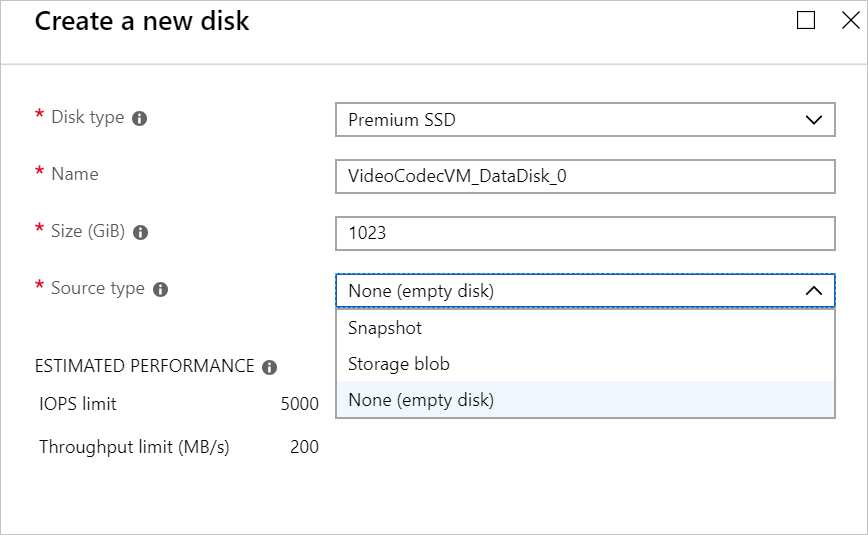 Create a new disk
* Disk type
Premium SSD
* Name
VideoCodecVM_DataDisk_0
* Size (GiB)
1023
* Source type
None (empty disk)
Snapshot
Storage blob
None (empty disk)
ESTIMATED PERFORMANCE
IOPS limit 5000
Throughput limit (MB/s) 200